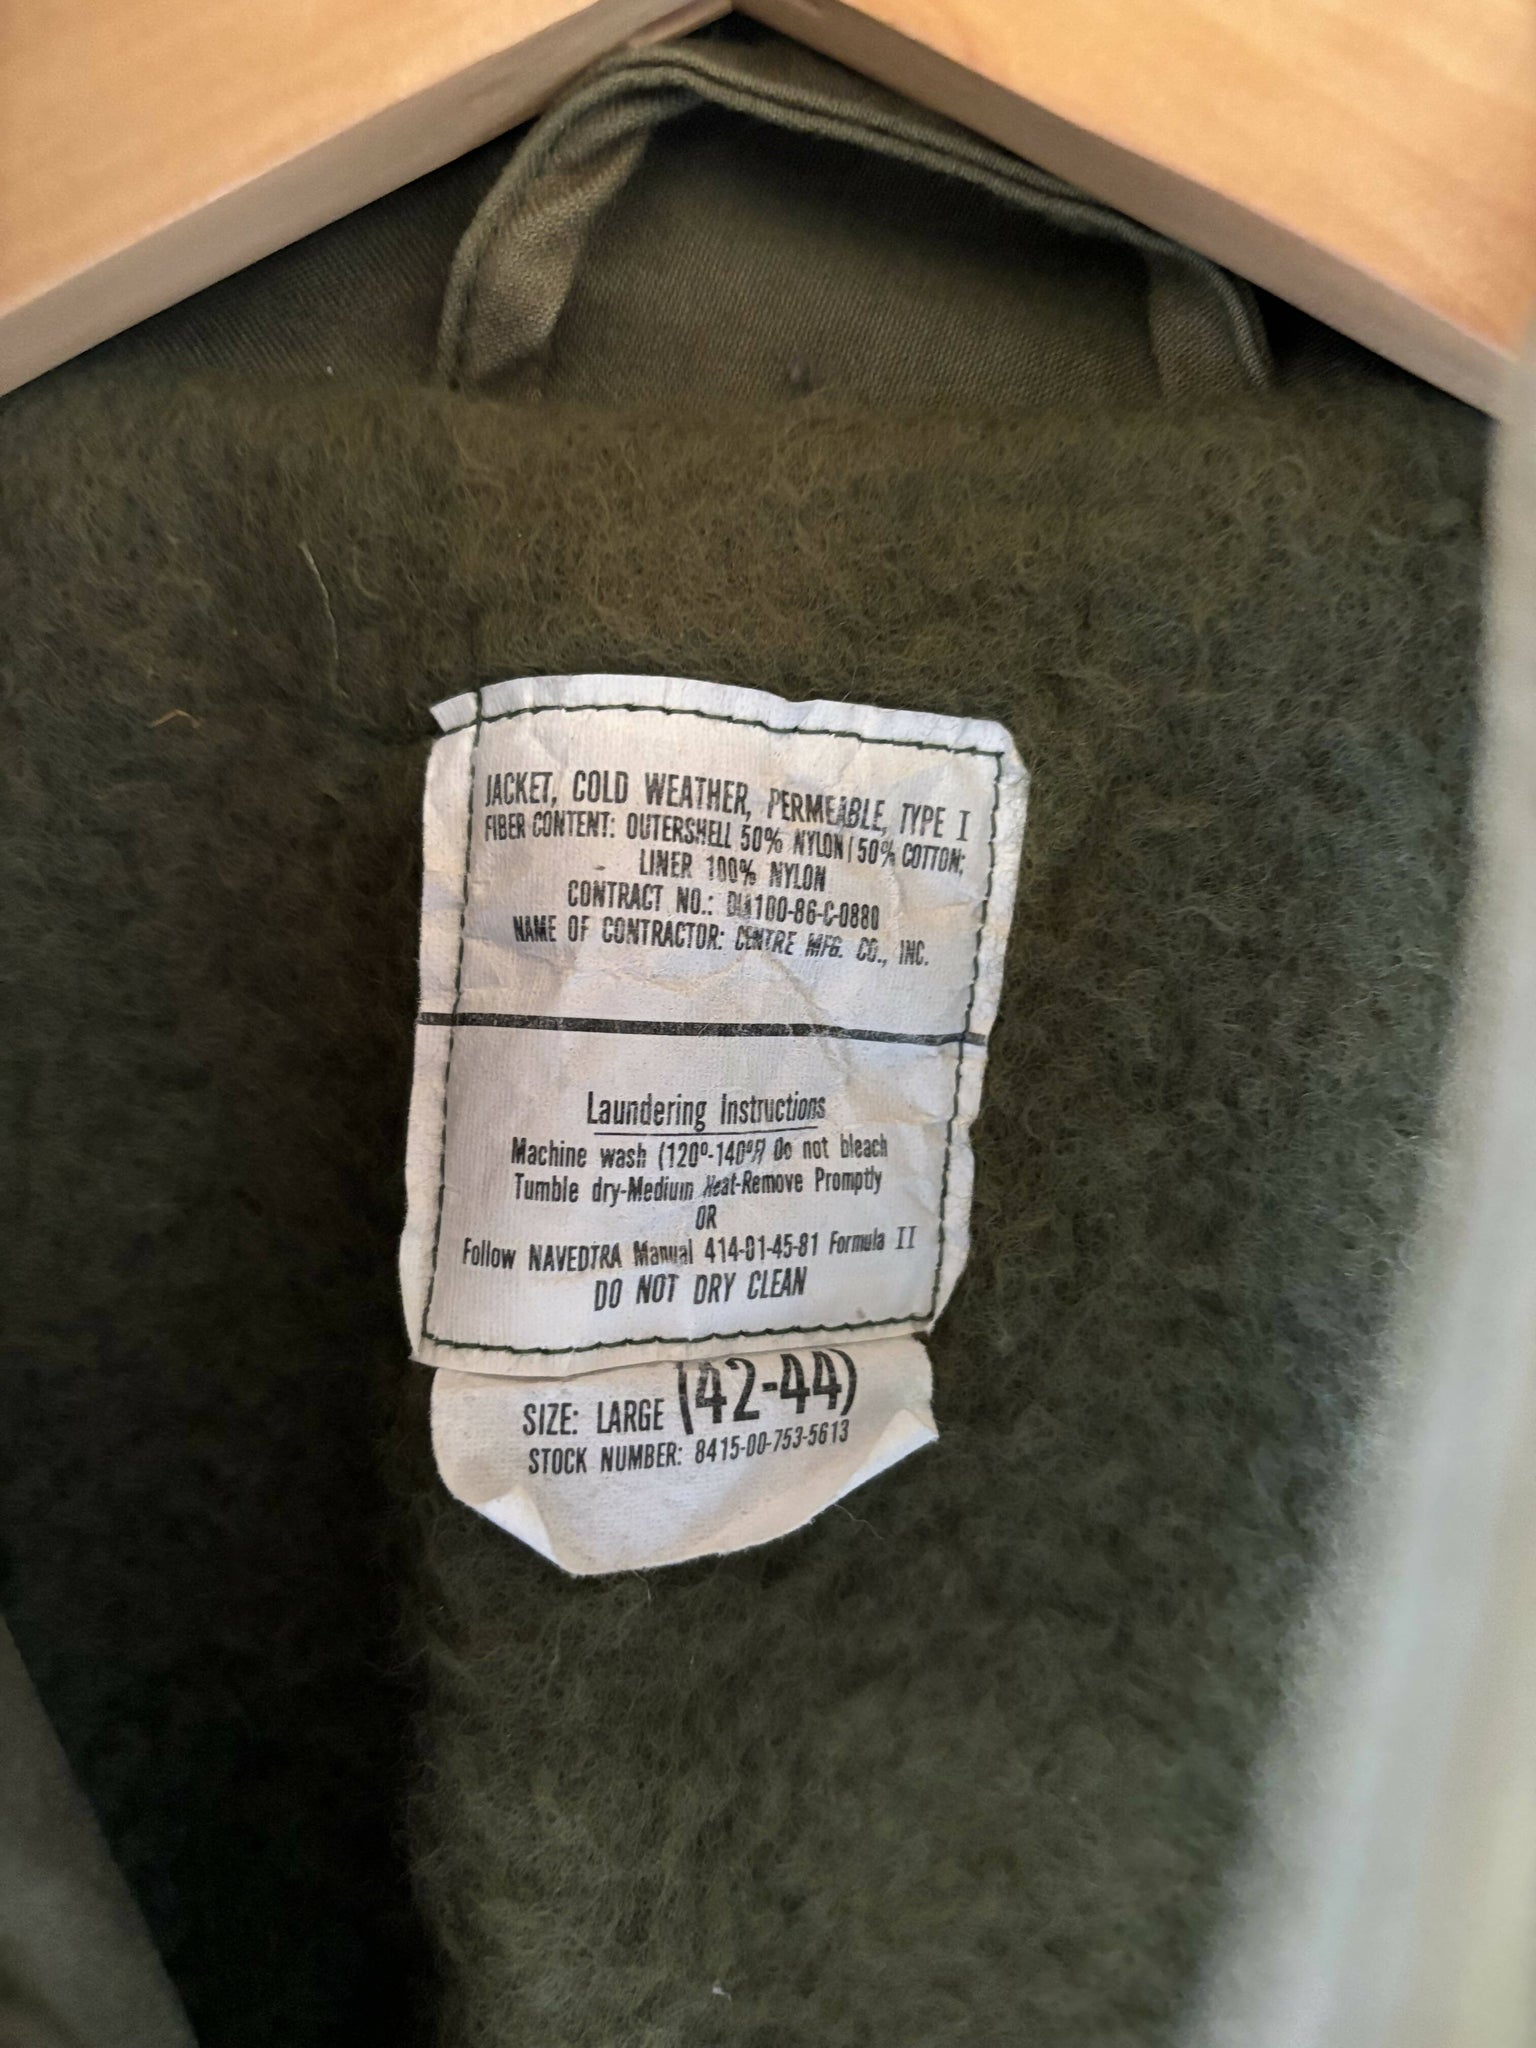 JACKET, COLD WEATHER, PERMEABLE, TYPE I
FIBER CONTENT: OUTERSHELL 50% NYLON/50% COTTON;
LINER 100% NYLON
CONTRACT NO.: DLA100-86-C-0880
NAME OF CONTRACTOR: CENTRE MFG. CO., INC.
Laundering Instructions
Machine wash (120º-140ºF) Do not bleach
Tumble dry-Medium Heat-Remove Promptly
OR
Follow NAVEDTRA Manual 414-01-45-81 Formula II
DO NOT DRY CLEAN
SIZE: LARGE (42-44)
STOCK NUMBER: 8415-00-753-5613